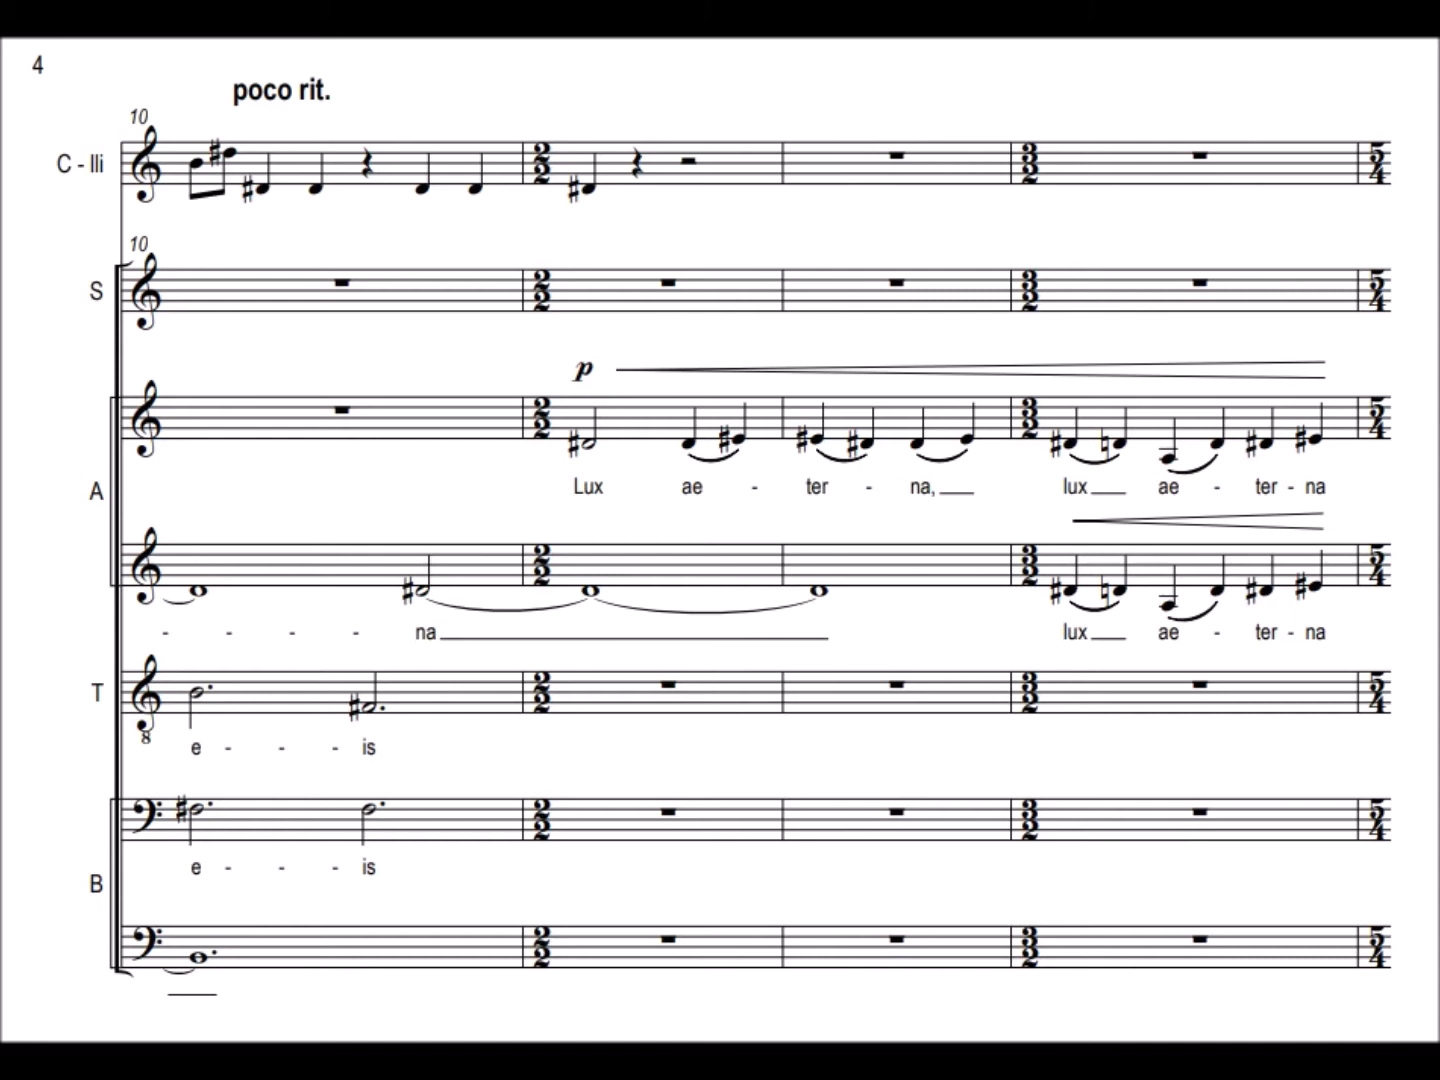 4
poco rit.
10
C - lli
10
S
p
Lux ae - ter - na, lux ae - ter - na
A
- - - - na lux ae - ter - na
T
8
e - - - is
e - - - is
B